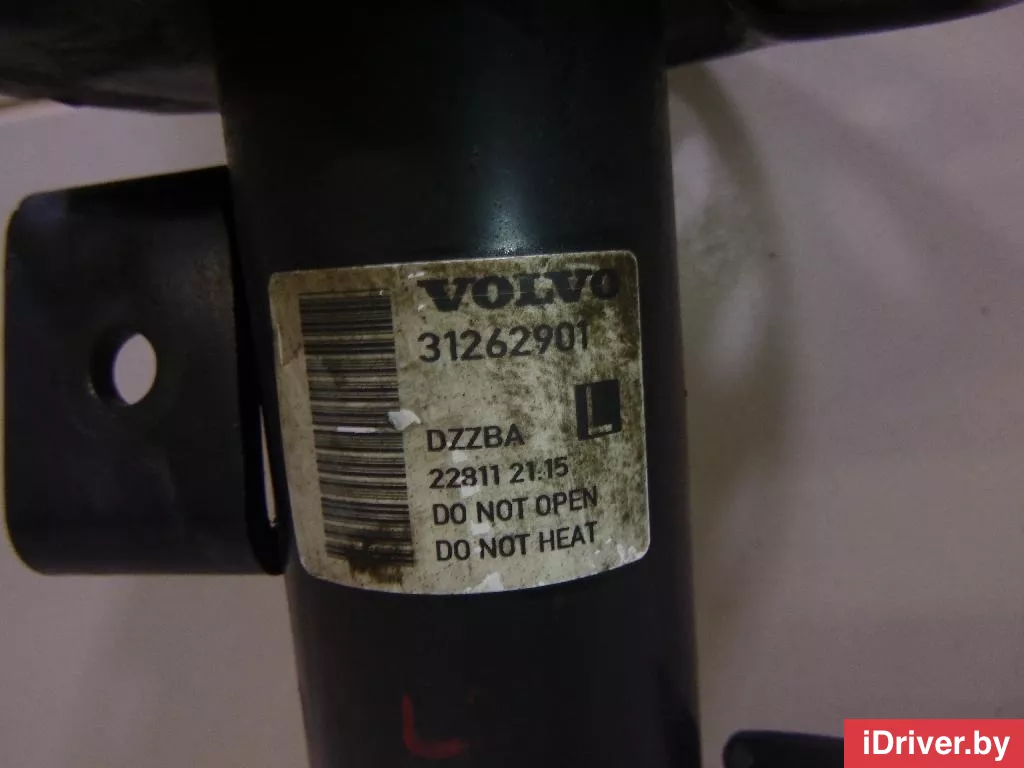 VOLVO
31262901
L
DZZBA
22811 21:15
DO NOT OPEN
DO NOT HEAT
L
iDriver.by